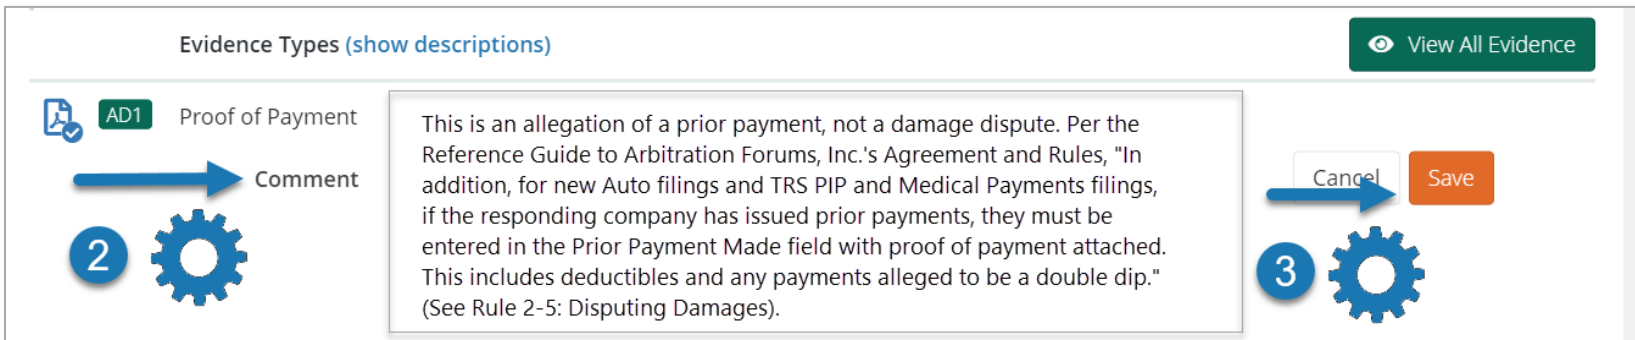 Evidence Types (show descriptions)
View All Evidence
AD1 Proof of Payment
Comment
This is an allegation of a prior payment, not a damage dispute. Per the
Reference Guide to Arbitration Forums, Inc.'s Agreement and Rules, "In
addition, for new Auto filings and TRS PIP and Medical Payments filings,
if the responding company has issued prior payments, they must be
entered in the Prior Payment Made field with proof of payment attached.
This includes deductibles and any payments alleged to be a double dip."
(See Rule 2-5: Disputing Damages).
Cancel
Save
2
3